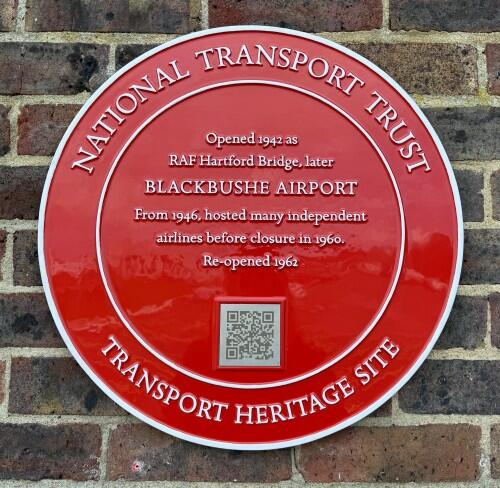 NATIONAL TRANSPORT TRUST
Opened 1942 as
RAF Hartford Bridge, later
BLACKBUSHE AIRPORT
From 1946, hosted many independent
airlines before closure in 1960.
Re-opened 1962
TRANSPORT HERITAGE SITE